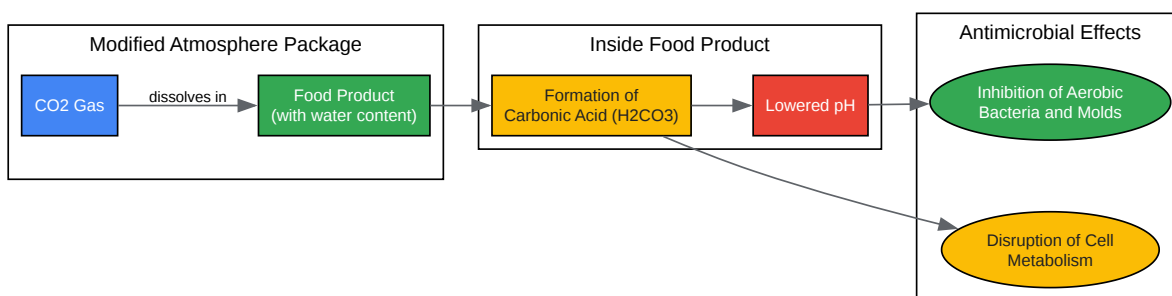 Modified Atmosphere Package
CO2 Gas
dissolves in
Food Product
(with water content)
Inside Food Product
Formation of
Carbonic Acid (H2CO3)
Lowered pH
Antimicrobial Effects
Inhibition of Aerobic
Bacteria and Molds
Disruption of Cell
Metabolism